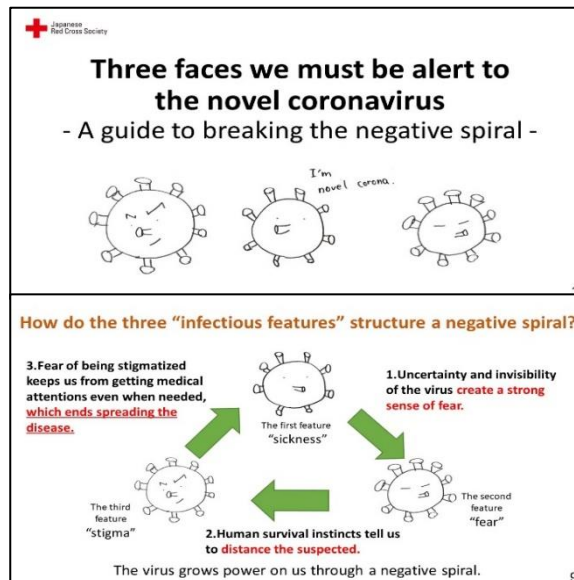 Japanese
Red Cross Society
Three faces we must be alert to
the novel coronavirus
- A guide to breaking the negative spiral -
I'm
novel corona.
How do the three “infectious features” structure a negative spiral?
3.Fear of being stigmatized
keeps us from getting medical
attentions even when needed,
which ends spreading the
disease.
1.Uncertainty and invisibility
of the virus create a strong
sense of fear.
The first feature
“sickness”
The third
feature
“stigma”
The second
feature
“fear”
2.Human survival instincts tell us
to distance the suspected.
The virus grows power on us through a negative spiral.